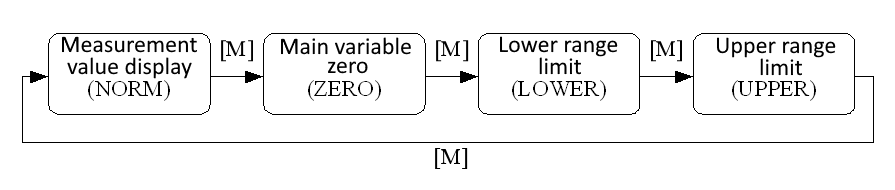 Measurement
value display
(NORM)
[M]
Main variable
zero
(ZERO)
[M]
Lower range
limit
(LOWER)
[M]
Upper range
limit
(UPPER)
[M]